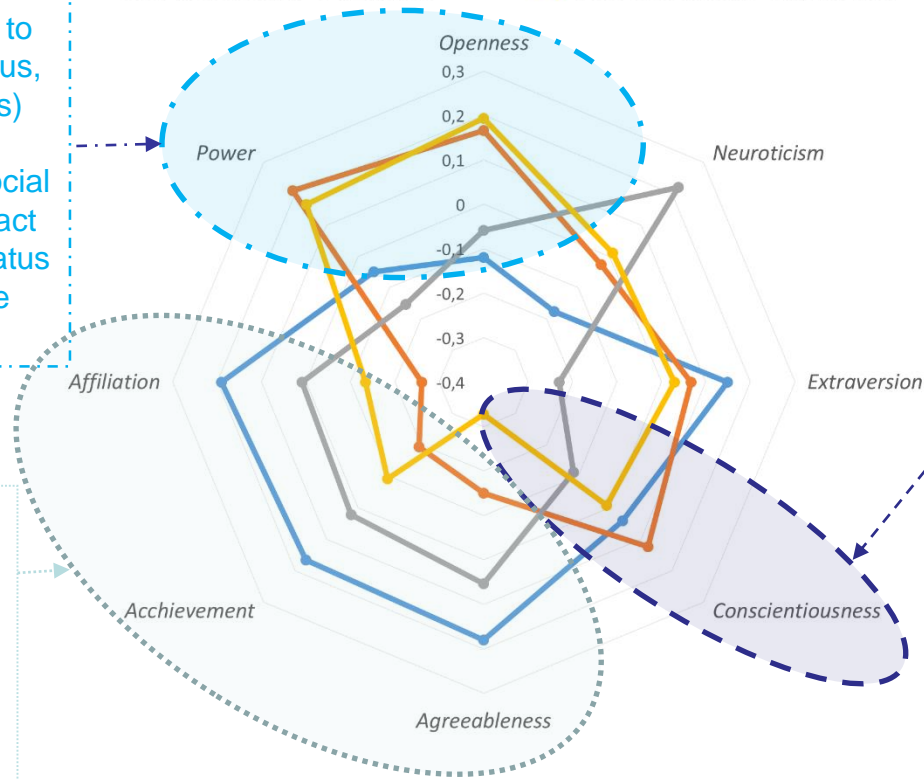 to
us,
s)
ocial
act
atus
e
Openness
0,3
0,2
0,1
0
-0,1
-0,2
-0,3
-0,4
Power
Neuroticism
Affiliation
Extraversion
Acchievement
Conscientiousness
Agreeableness